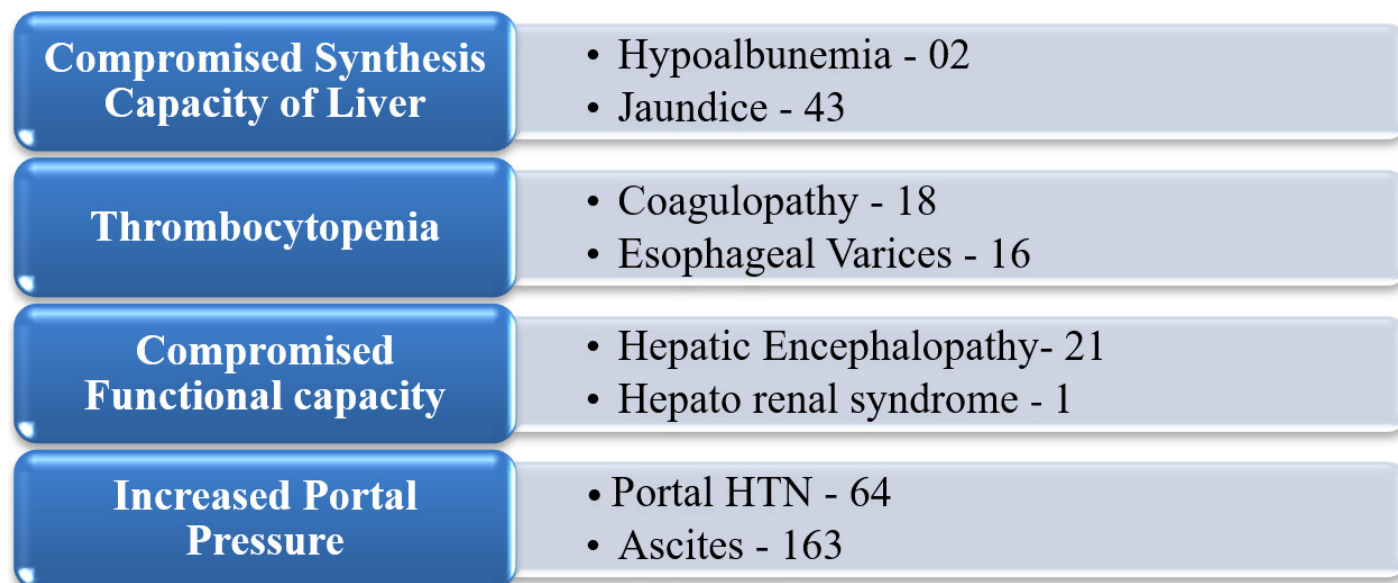 Compromised Synthesis
Capacity of Liver
• Hypoalbunemia - 02
• Jaundice - 43
Thrombocytopenia
• Coagulopathy - 18
• Esophageal Varices - 16
Compromised
Functional capacity
• Hepatic Encephalopathy- 21
• Hepato renal syndrome - 1
Increased Portal
Pressure
• Portal HTN - 64
• Ascites - 163